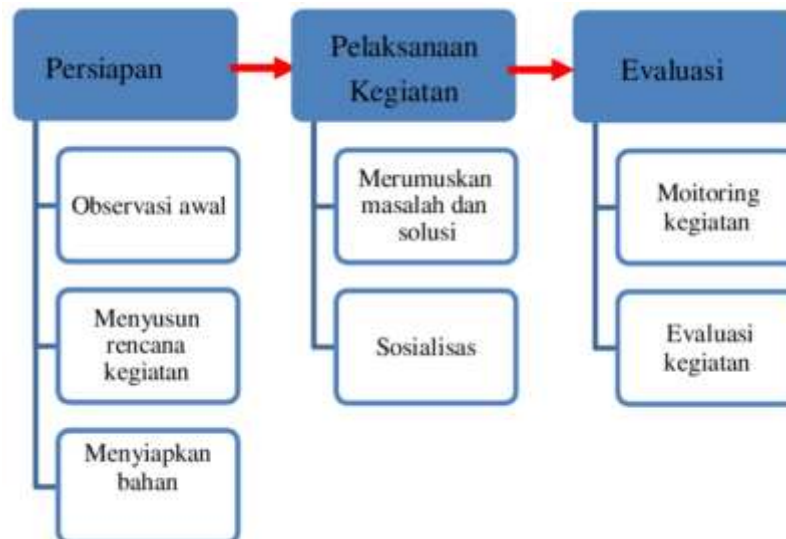 Persiapan
Observasi awal
Menyusun
rencana
kegiatan
Menyiapkan
bahan
Pelaksanaan
Kegiatan
Merumuskan
masalah dan
solusi
Sosialisas
Evaluasi
Moitoring
kegiatan
Evaluasi
kegiatan